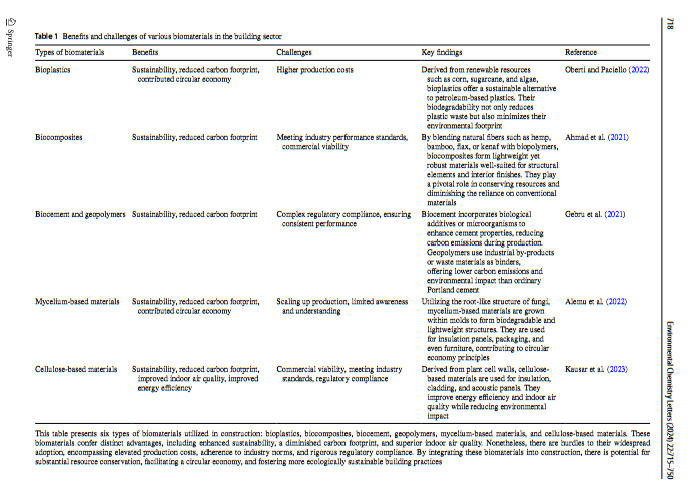 718
Environmental Chemistry Letters (2024) 22:715–750
Springer
Table 1 Benefits and challenges of various biomaterials in the building sector
Types of biomaterials Benefits Challenges Key findings Reference
Bioplastics Sustainability, reduced carbon footprint, Higher production costs Derived from renewable resources Oberti and Paciello (2022)
contributed circular economy such as corn, sugarcane, and algae,
bioplastics offer a sustainable alternative
to petroleum-based plastics. Their
biodegradability not only reduces
plastic waste but also minimizes their
environmental footprint
Biocomposites Sustainability, reduced carbon footprint Meeting industry performance standards, By blending natural fibers such as hemp, Ahmad et al. (2021)
commercial viability bamboo, flax, or kenaf with biopolymers,
biocomposites form lightweight yet
robust materials well-suited for structural
elements and interior finishes. They play
a pivotal role in conserving resources and
diminishing the reliance on conventional
materials
Biocement and geopolymers Sustainability, reduced carbon footprint Complex regulatory compliance, ensuring Biocement incorporates biological Gebru et al. (2021)
consistent performance additives or microorganisms to
enhance cement properties, reducing
carbon emissions during production.
Geopolymers use industrial by-products
or waste materials as binders,
offering lower carbon emissions and
environmental impact than ordinary
Portland cement
Mycelium-based materials Sustainability, reduced carbon footprint, Scaling up production, limited awareness Utilizing the root-like structure of fungi, Alemu et al. (2022)
contributed circular economy and understanding mycelium-based materials are grown
within molds to form biodegradable and
lightweight structures. They are used
for insulation panels, packaging, and
even furniture, contributing to circular
economy principles
Cellulose-based materials Sustainability, reduced carbon footprint, Commercial viability, meeting industry Derived from plant cell walls, cellulose- Kausar et al. (2023)
improved indoor air quality, improved standards, regulatory compliance based materials are used for insulation,
energy efficiency cladding, and acoustic panels. They
improve energy efficiency and indoor air
quality while reducing environmental
impact
This table presents six types of biomaterials utilized in construction: bioplastics, biocomposites, biocement, geopolymers, mycelium-based materials, and cellulose-based materials. These
biomaterials confer distinct advantages, including enhanced sustainability, a diminished carbon footprint, and superior indoor air quality. Nonetheless, there are hurdles to their widespread
adoption, encompassing elevated production costs, adherence to industry norms, and rigorous regulatory compliance. By integrating these biomaterials into construction, there is potential for
substantial resource conservation, facilitating a circular economy, and fostering more ecologically sustainable building practices